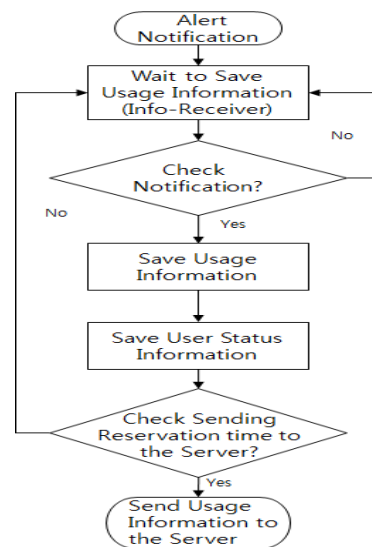 Alert
Notification
Wait to Save
Usage Information
(Info-Receiver)
No
Check
Notification?
No
Yes
Save Usage
Information
Save User Status
Information
Check Sending
Reservation time to
the Server?
Yes
Send Usage
Information to
the Server